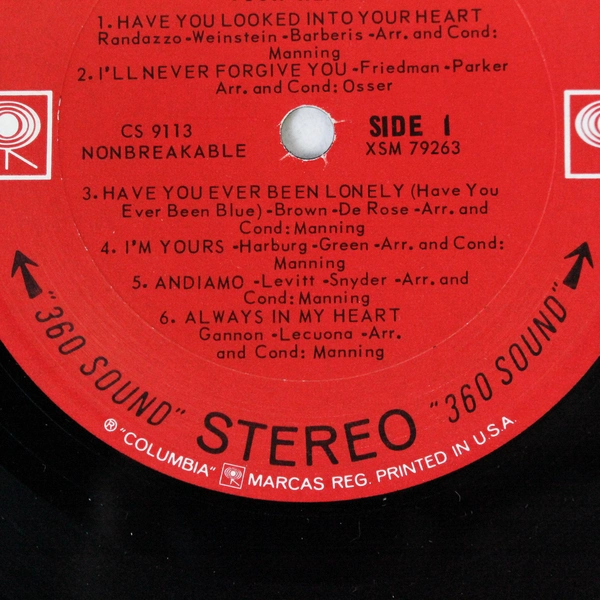 1. HAVE YOU LOOKED INTO YOUR HEART
Randazzo-Weinstein-Barberis-Arr. and Cond:
Manning
2. I'LL NEVER FORGIVE YOU -Friedman -Parker
Arr. and Cond: Osser
CS 9113
NONBREAKABLE
SIDE 1
XSM 79263
3. HAVE YOU EVER BEEN LONELY (Have You
Ever Been Blue) -Brown -De Rose -Arr. and
Cond: Manning
4. I'M YOURS -Harburg -Green -Arr. and Cond:
Manning
5. ANDIAMO -Levitt -Snyder -Arr. and
Cond: Manning
6. ALWAYS IN MY HEART
Gannon -Lecuona -Arr.
and Cond: Manning
"360 SOUND" STEREO "360 SOUND"
® "COLUMBIA" MARCAS REG. PRINTED IN U.S.A.